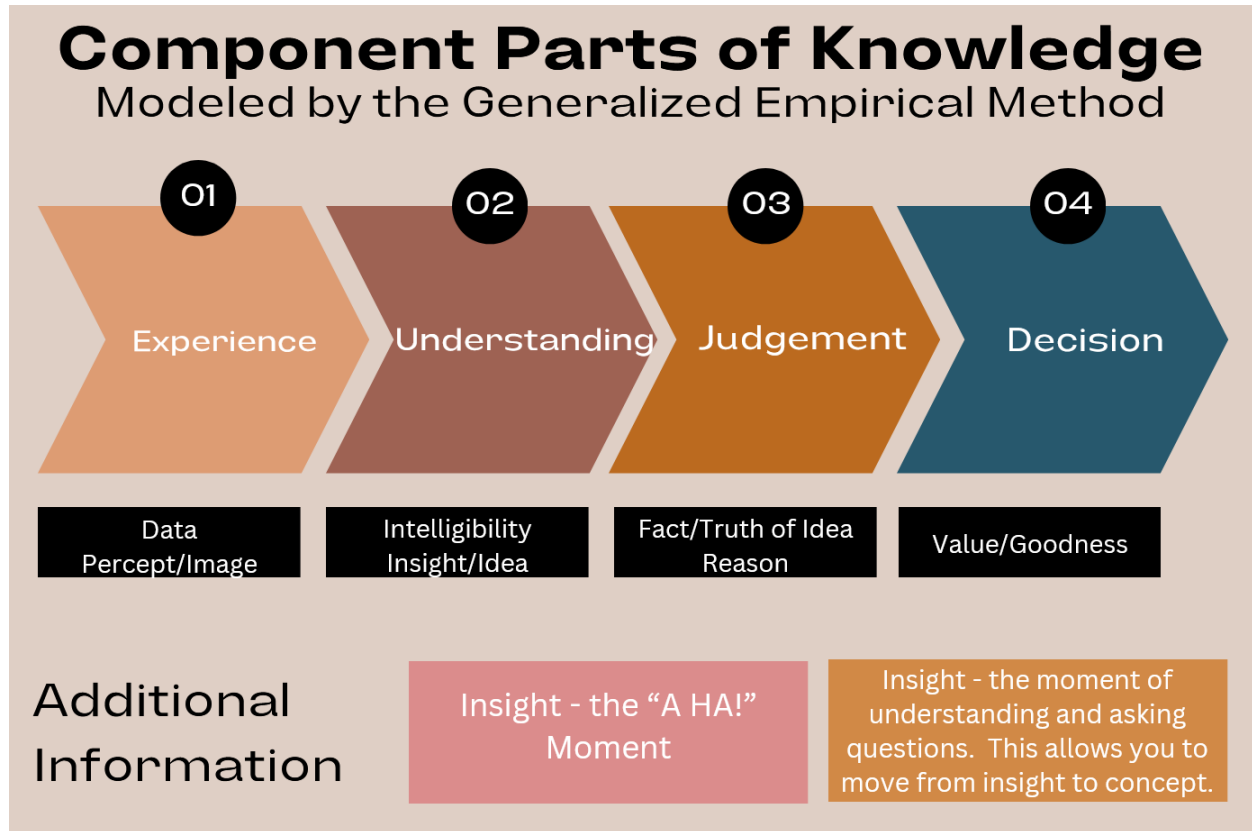 Component Parts of Knowledge
Modeled by the Generalized Empirical Method
01
02
03
04
Experience
Understanding
Judgement
Decision
Data
Percept/Image
Intelligibility
Insight/Idea
Fact/Truth of Idea
Reason
Value/Goodness
Additional
Information
Insight - the “A HA!”
Moment
Insight - the moment of
understanding and asking
questions.  This allows you to
move from insight to concept.